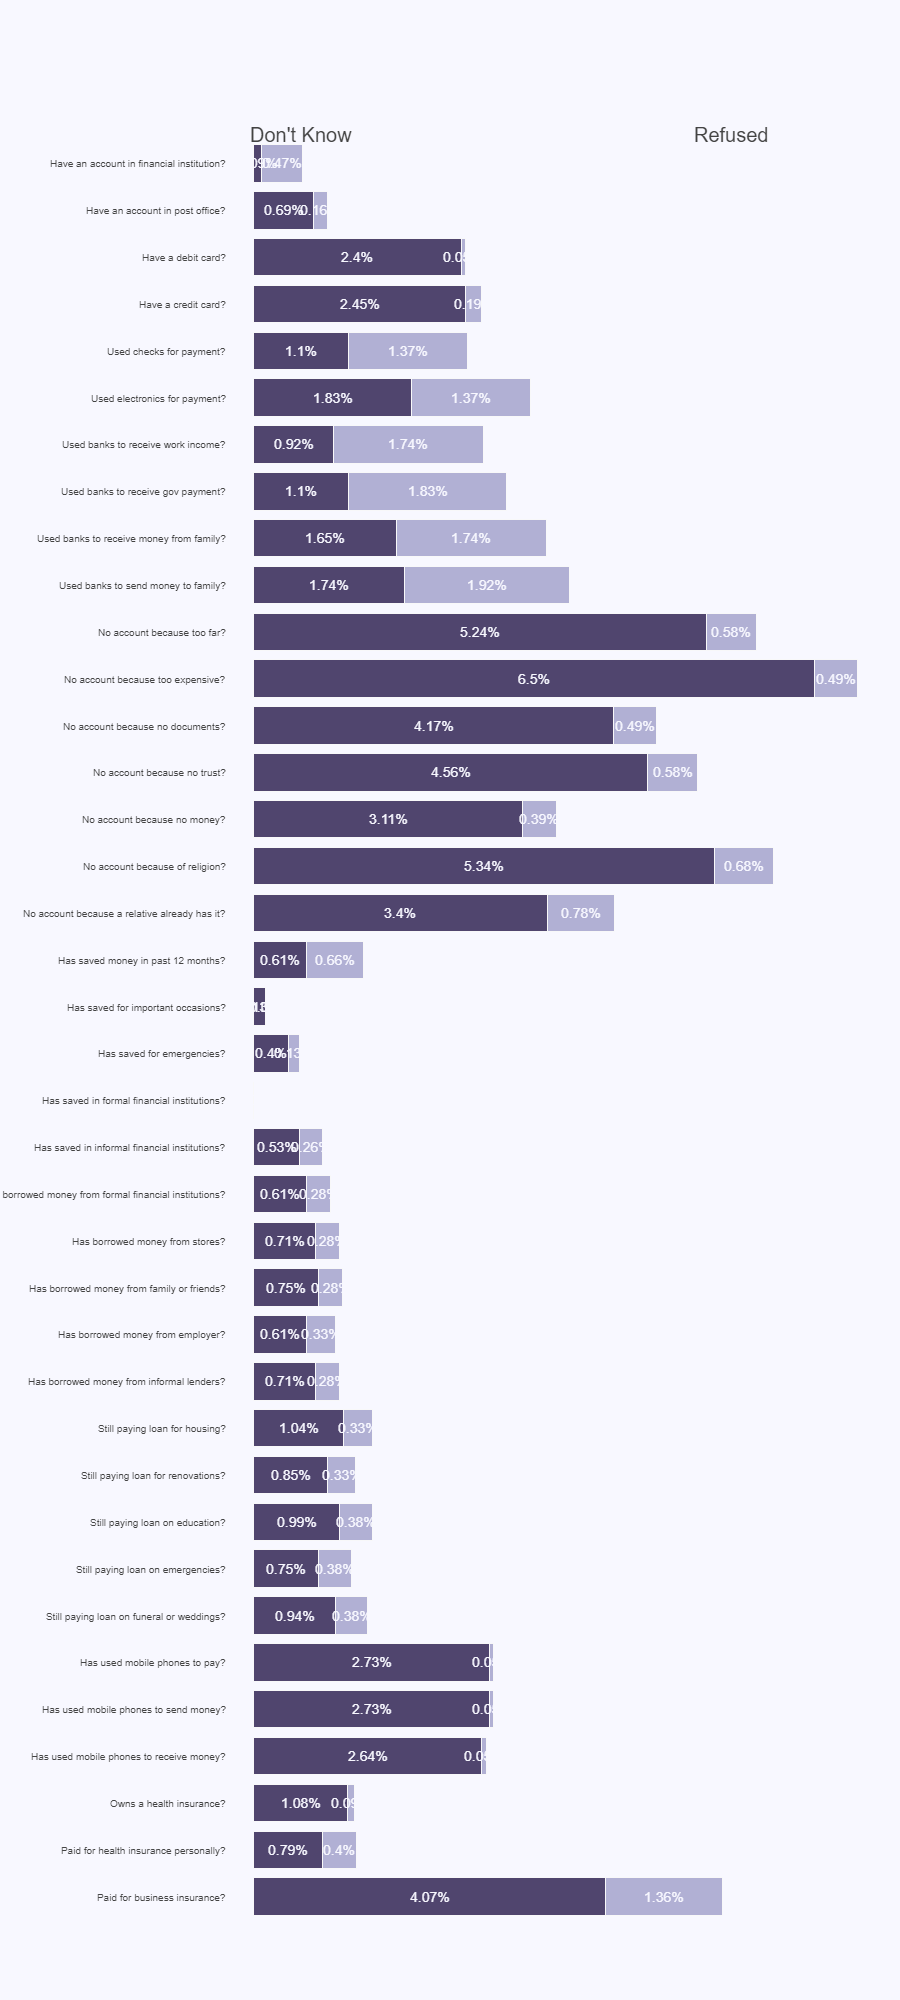 Don't Know Refused
Have an account in financial institution? 0.47%
Have an account in post office? 0.69% 0.16
Have a debit card? 2.4% 0.0
Have a credit card? 2.45% 0.19
Used checks for payment? 1.1% 1.37%
Used electronics for payment? 1.83% 1.37%
Used banks to receive work income? 0.92% 1.74%
Used banks to receive gov payment? 1.1% 1.83%
Used banks to receive money from family? 1.65% 1.74%
Used banks to send money to family? 1.74% 1.92%
No account because too far? 5.24% 0.58%
No account because too expensive? 6.5% 0.49%
No account because no documents? 4.17% 0.49%
No account because no trust? 4.56% 0.58%
No account because no money? 3.11% 0.39%
No account because of religion? 5.34% 0.68%
No account because a relative already has it? 3.4% 0.78%
Has saved money in past 12 months? 0.61% 0.66%
Has saved for important occasions?
Has saved for emergencies? 0.4% 0.13
Has saved in formal financial institutions?
Has saved in informal financial institutions? 0.53% 0.26%
borrowed money from formal financial institutions? 0.61% 0.28%
Has borrowed money from stores? 0.71% 0.28%
Has borrowed money from family or friends? 0.75% 0.28%
Has borrowed money from employer? 0.61% 0.33%
Has borrowed money from informal lenders? 0.71% 0.28%
Still paying loan for housing? 1.04% 0.33%
Still paying loan for renovations? 0.85% 0.33%
Still paying loan on education? 0.99% 0.38%
Still paying loan on emergencies? 0.75% 0.38%
Still paying loan on funeral or weddings? 0.94% 0.38%
Has used mobile phones to pay? 2.73% 0.0
Has used mobile phones to send money? 2.73% 0.0
Has used mobile phones to receive money? 2.64% 0.0
Owns a health insurance? 1.08% 0.09
Paid for health insurance personally? 0.79% 0.4%
Paid for business insurance? 4.07% 1.36%